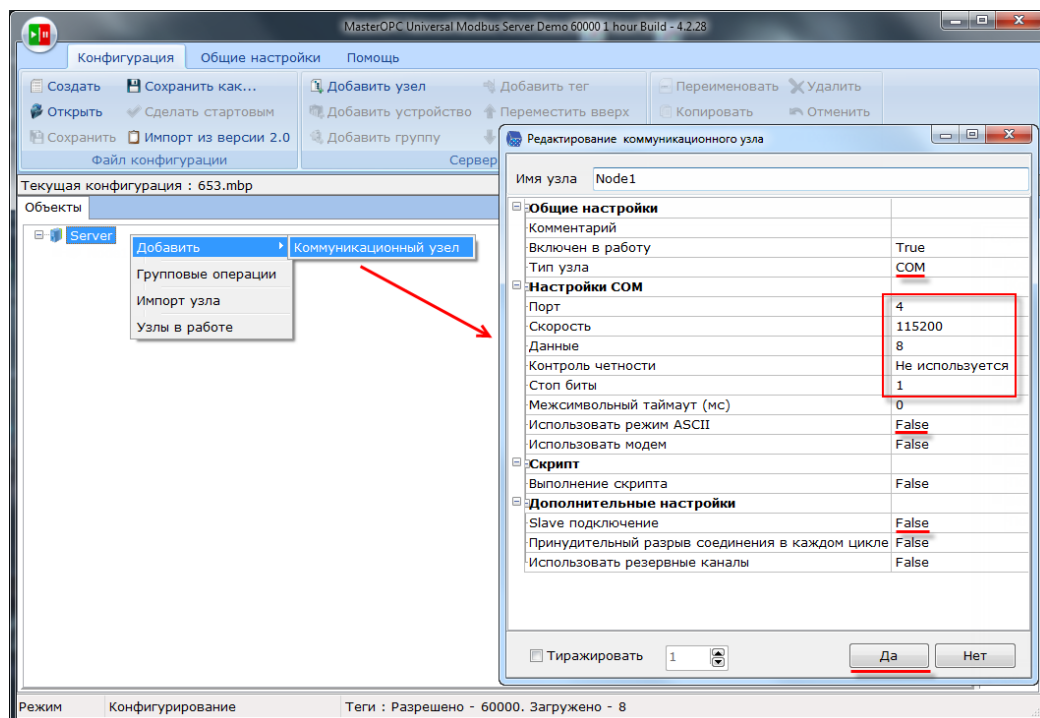 MasterOPC Universal Modbus Server Demo 60000 1 hour Build - 4.2.28
Конфигурация Общие настройки Помощь
Создать Сохранить как... Добавить узел Добавить тег Переименовать Удалить
Открыть Сделать стартовым Добавить устройство Переместить вверх Копировать Отменить
Сохранить Импорт из версии 2.0 Добавить группу
Файл конфигурации Сервер
Текущая конфигурация : 653.mbp
Объекты
Server
Добавить
Коммуникационный узел
Групповые операции
Импорт узла
Узлы в работе
Редактирование коммуникационного узла
Имя узла Node1
Общие настройки
Комментарий
Включен в работу True
Тип узла COM
Настройки COM
Порт 4
Скорость 115200
Данные 8
Контроль четности Не используется
Стоп биты 1
Межсимвольный таймаут (мс) 0
Использовать режим ASCII False
Использовать модем False
Скрипт
Выполнение скрипта False
Дополнительные настройки
Slave подключение False
Принудительный разрыв соединения в каждом цикле False
Использовать резервные каналы False
Тиражировать 1 Да Нет
Режим Конфигурирование Теги : Разрешено - 60000. Загружено - 8